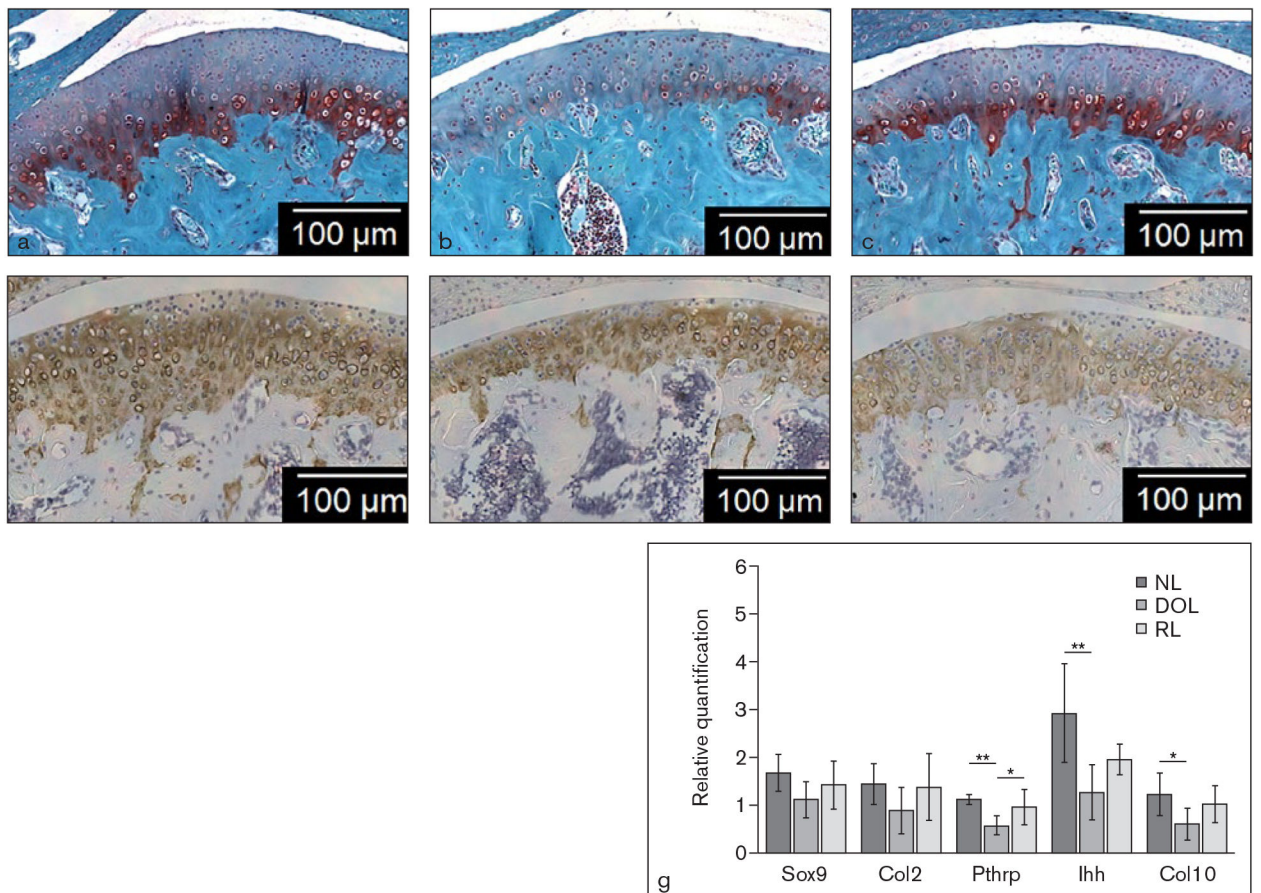 a
100 µm
b
100 µm
c
100 µm
100 µm
100 µm
100 µm
6
5
4
3
2
1
0
Relative quantification
NL
DOL
RL
**
*
**
*
Sox9
Col2
Pthrp
Ihh
Col10
g